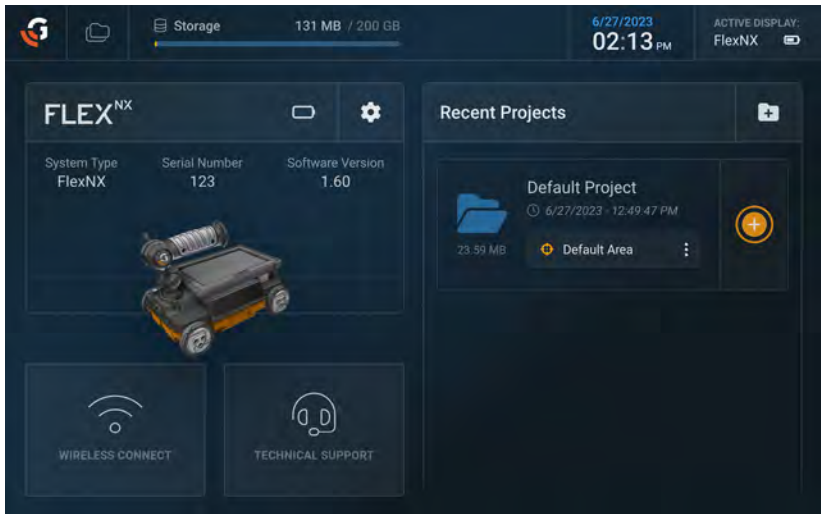 Storage 131 MB / 200 GB
6/27/2023
02:13 PM
ACTIVE DISPLAY:
FlexNX
FLEX NX
System Type
FlexNX
Serial Number
123
Software Version
1.60
WIRELESS CONNECT
TECHNICAL SUPPORT
Recent Projects
Default Project
6/27/2023 - 12:49:47 PM
23.59 MB
Default Area